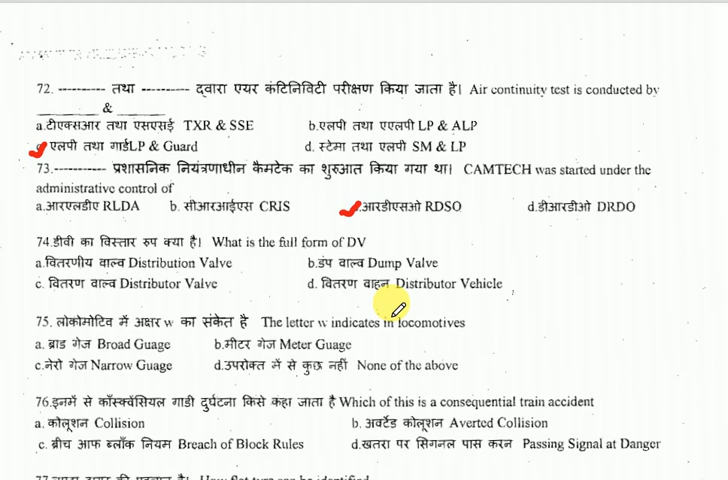 72. ---------- तथा ---------- द्वारा एयर कंटिनिविटी परीक्षण किया जाता है। Air continuity test is conducted by
________ & ________
a.टीएक्सआर तथा एसएसई TXR & SSE b.एलपी तथा एएलपी LP & ALP
एलपी तथा गार्डLP & Guard d. स्टेमा तथा एलपी SM & LP
73.---------- प्रशासनिक नियंत्रणाधीन कैमटेक का शुरुआत किया गया था। CAMTECH was started under the
administrative control of
a.आरएलडीए RLDA b. सीआरआईएस CRIS .आरडीएसओ RDSO d.डीआरडीओ DRDO
74.डीवी का विस्तार रुप क्या है। What is the full form of DV
a.वितरणीय वाल्व Distribution Valve b.डंप वाल्व Dump Valve
c. वितरण वाल्व Distributor Valve d. वितरण वाहन Distributor Vehicle
75. लोकोमोटिव में अक्षर w का संकेत है The letter w indicates in locomotives
a. ब्राड गेज Broad Guage b.मीटर गेज Meter Guage
c.नेरो गेज Narrow Guage d.उपरोक्त में से कुछ नहीं None of the above
76.इनमें से कॉंस्क्वेंसियल गाडी दुर्घटना किसे कहा जाता है Which of this is a consequential train accident
a. कोलूशन Collision b. अवर्टेड कोलूशन Averted Collision
c. ब्रीच आफ ब्लॉक नियम Breach of Block Rules d.खतरा पर सिगनल पास करन Passing Signal at Danger